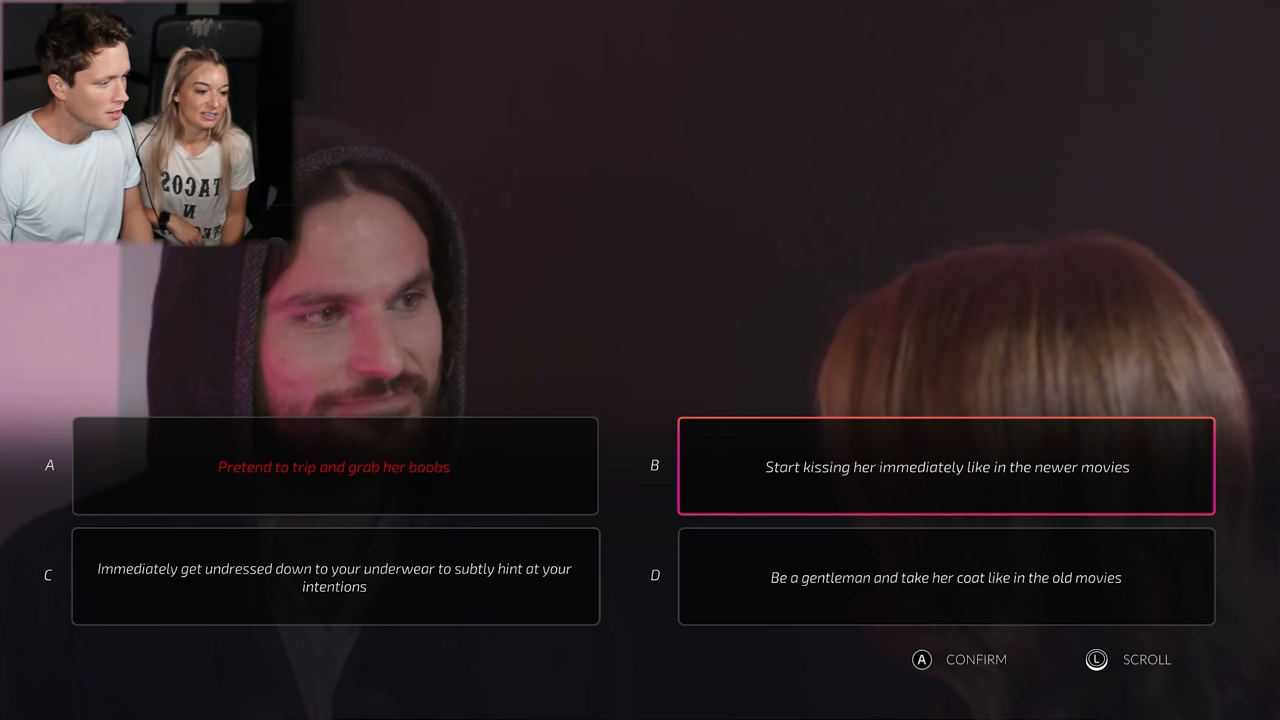 TACOS
N
A
Pretend to trip and grab her boobs
B
Start kissing her immediately like in the newer movies
C
Immediately get undressed down to your underwear to subtly hint at your
intentions
D
Be a gentleman and take her coat like in the old movies
A CONFIRM
L SCROLL